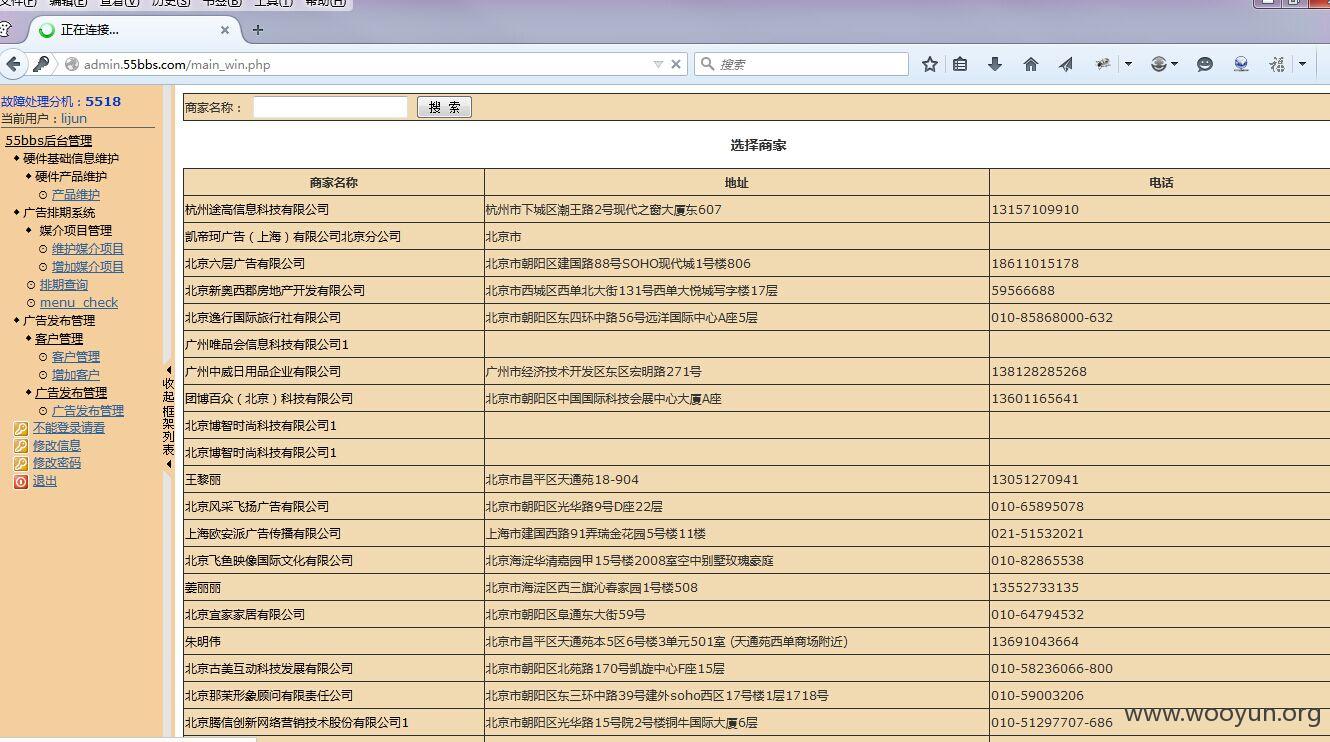 文件(F) 编辑(E) 查看(V) 历史(S) 书签(B) 工具(T) 帮助(H)
正在连接...
admin.55bbs.com/main_win.php
搜索
故障处理分机：5518
当前用户：lijun
55bbs后台管理
硬件基础信息维护
硬件产品维护
产品维护
广告排期系统
媒介项目管理
维护媒介项目
增加媒介项目
排期查询
menu_check
广告发布管理
客户管理
客户管理
增加客户
广告发布管理
广告发布管理
不能登录请看
修改信息
修改密码
退出
收起框架列表
商家名称： 搜 索
选择商家
商家名称 地址 电话
杭州途高信息科技有限公司 杭州市下城区潮王路2号现代之窗大厦东607 13157109910
凯帝珂广告（上海）有限公司北京分公司 北京市
北京六层广告有限公司 北京市朝阳区建国路88号SOHO现代城1号楼806 18611015178
北京新奥西郡房地产开发有限公司 北京市西城区西单北大街131号西单大悦城写字楼17层 59566688
北京逸行国际旅行社有限公司 北京市朝阳区东四环中路56号远洋国际中心A座5层 010-85868000-632
广州唯品会信息科技有限公司1
广州中威日用品企业有限公司 广州市经济技术开发区东区宏明路271号 138128285268
团博百众（北京）科技有限公司 北京市朝阳区中国国际科技会展中心大厦A座 13601165641
北京博智时尚科技有限公司1
北京博智时尚科技有限公司1
王黎丽 北京市昌平区天通苑18-904 13051270941
北京风采飞扬广告有限公司 北京市朝阳区光华路9号D座22层 010-65895078
上海欧安派广告传播有限公司 上海市建国西路91弄瑞金花园5号楼11楼 021-51532021
北京飞鱼映像国际文化有限公司 北京海淀华清嘉园甲15号楼2008室空中别墅玫瑰豪庭 010-82865538
姜丽丽 北京市海淀区西三旗沁春家园1号楼508 13552733135
北京宜家家居有限公司 北京市朝阳区阜通东大街59号 010-64794532
朱明伟 北京市昌平区天通苑本5区6号楼3单元501室 (天通苑西单商场附近) 13691043664
北京古美互动科技发展有限公司 北京市朝阳区北苑路170号凯旋中心F座15层 010-58236066-800
北京那茉形象顾问有限责任公司 北京市朝阳区东三环中路39号建外soho西区17号楼1层1718号 010-59003206
北京腾信创新网络营销技术股份有限公司1 北京市朝阳区光华路15号院2号楼铜牛国际大厦6层 010-51297707-686
www.wooyun.org